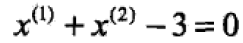 x⁽¹⁾ + x⁽²⁾ − 3 = 0